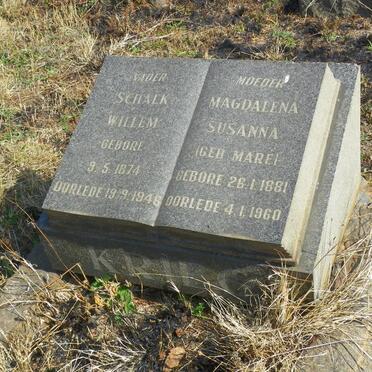 VADER
SCHALK
WILLEM
GEBORE
9.5.1874
OORLEDE 19.9.1946
MOEDER
MAGDALENA
SUSANNA
(GEB MARE)
GEBORE 26.1.1881
OORLEDE 4.1.1960